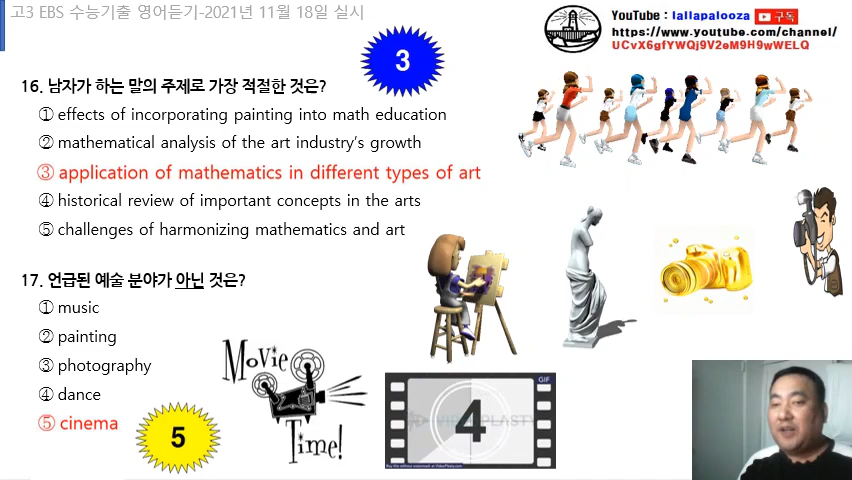 고3 EBS 수능기출 영어듣기-2021년 11월 18일 실시
YouTube : lallapalooza 구독
https://www.youtube.com/channel/
UCvX6gfYWQj9V2eM9H9wWELQ
3
16. 남자가 하는 말의 주제로 가장 적절한 것은?
① effects of incorporating painting into math education
② mathematical analysis of the art industry's growth
③ application of mathematics in different types of art
④ historical review of important concepts in the arts
⑤ challenges of harmonizing mathematics and art
17. 언급된 예술 분야가 아닌 것은?
① music
② painting
③ photography
④ dance
⑤ cinema
5
Movie
Time!
GIF
4